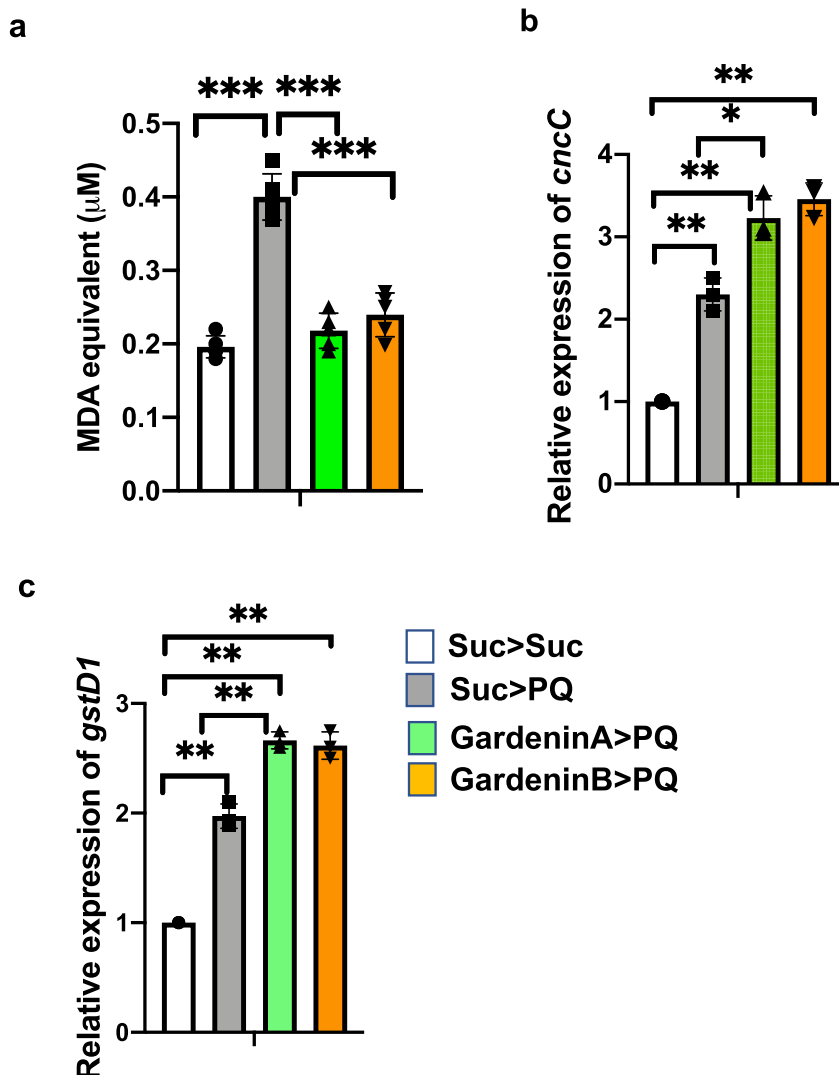 a
*** ***
***
0.5
0.4
0.3
0.2
0.1
0.0
MDA equivalent (μM)
b
**
*
**
**
4
3
2
1
0
Relative expression of cncC
c
**
**
**
**
3
2
1
0
Relative expression of gstD1
Suc>Suc
Suc>PQ
GardeninA>PQ
GardeninB>PQ